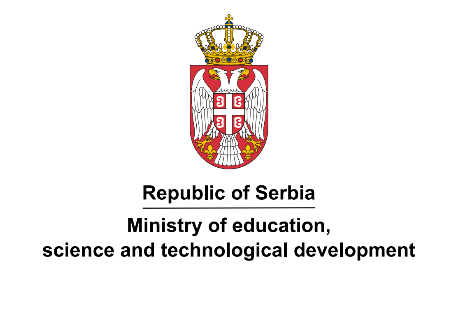 Republic of Serbia
Ministry of education,
science and technological development